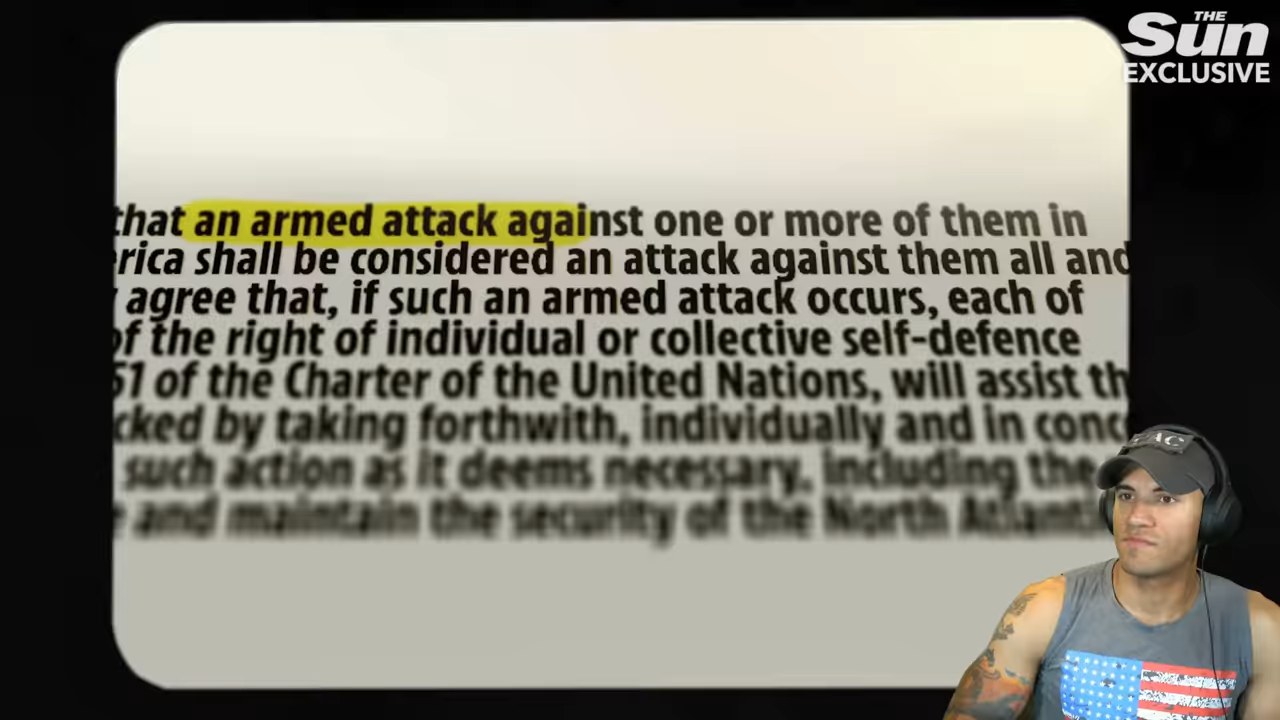 THE
Sun
EXCLUSIVE
that an armed attack against one or more of them in
rica shall be considered an attack against them all and
agree that, if such an armed attack occurs, each of
of the right of individual or collective self-defence
51 of the Charter of the United Nations, will assist th
cked by taking forthwith, individually and in conc
such action as it deems necessary, including the
and maintain the security of the North Atlanti